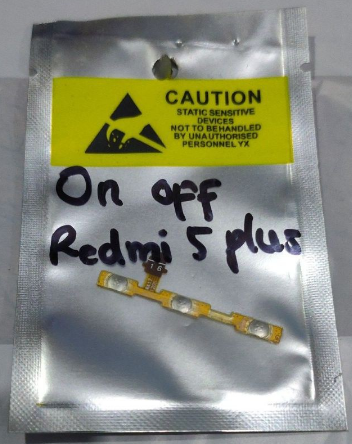 CAUTION
STATIC SENSITIVE
DEVICES
NOT TO BEHANDLED
BY UNAUTHORISED
PERSONNEL YX
On off
Redmi 5 plus